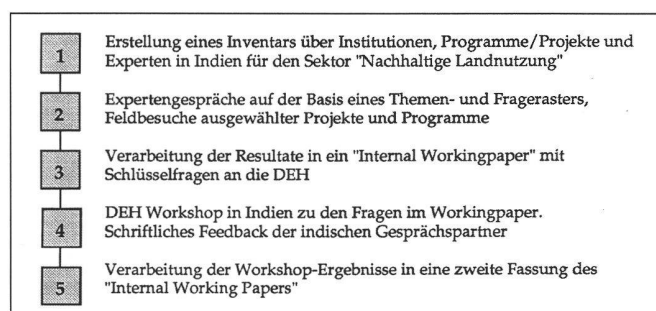 1 Erstellung eines Inventars über Institutionen, Programme/Projekte und
Experten in Indien für den Sektor "Nachhaltige Landnutzung"
2 Expertengespräche auf der Basis eines Themen- und Fragerasters,
Feldbesuche ausgewählter Projekte und Programme
3 Verarbeitung der Resultate in ein "Internal Workingpaper" mit
Schlüsselfragen an die DEH
4 DEH Workshop in Indien zu den Fragen im Workingpaper.
Schriftliches Feedback der indischen Gesprächspartner
5 Verarbeitung der Workshop-Ergebnisse in eine zweite Fassung des
"Internal Working Papers"